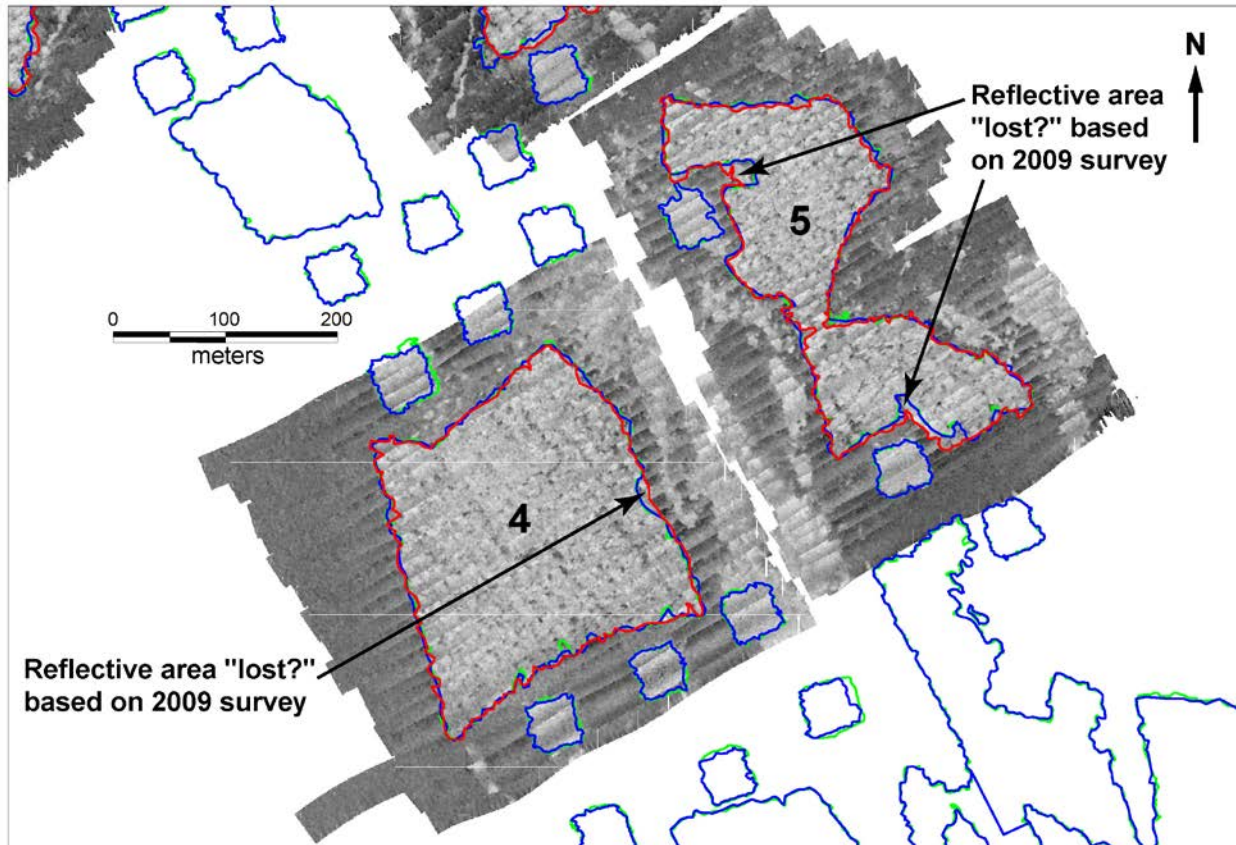 N
Reflective area
"lost?" based
on 2009 survey
5
0 100 200
meters
4
Reflective area "lost?"
based on 2009 survey